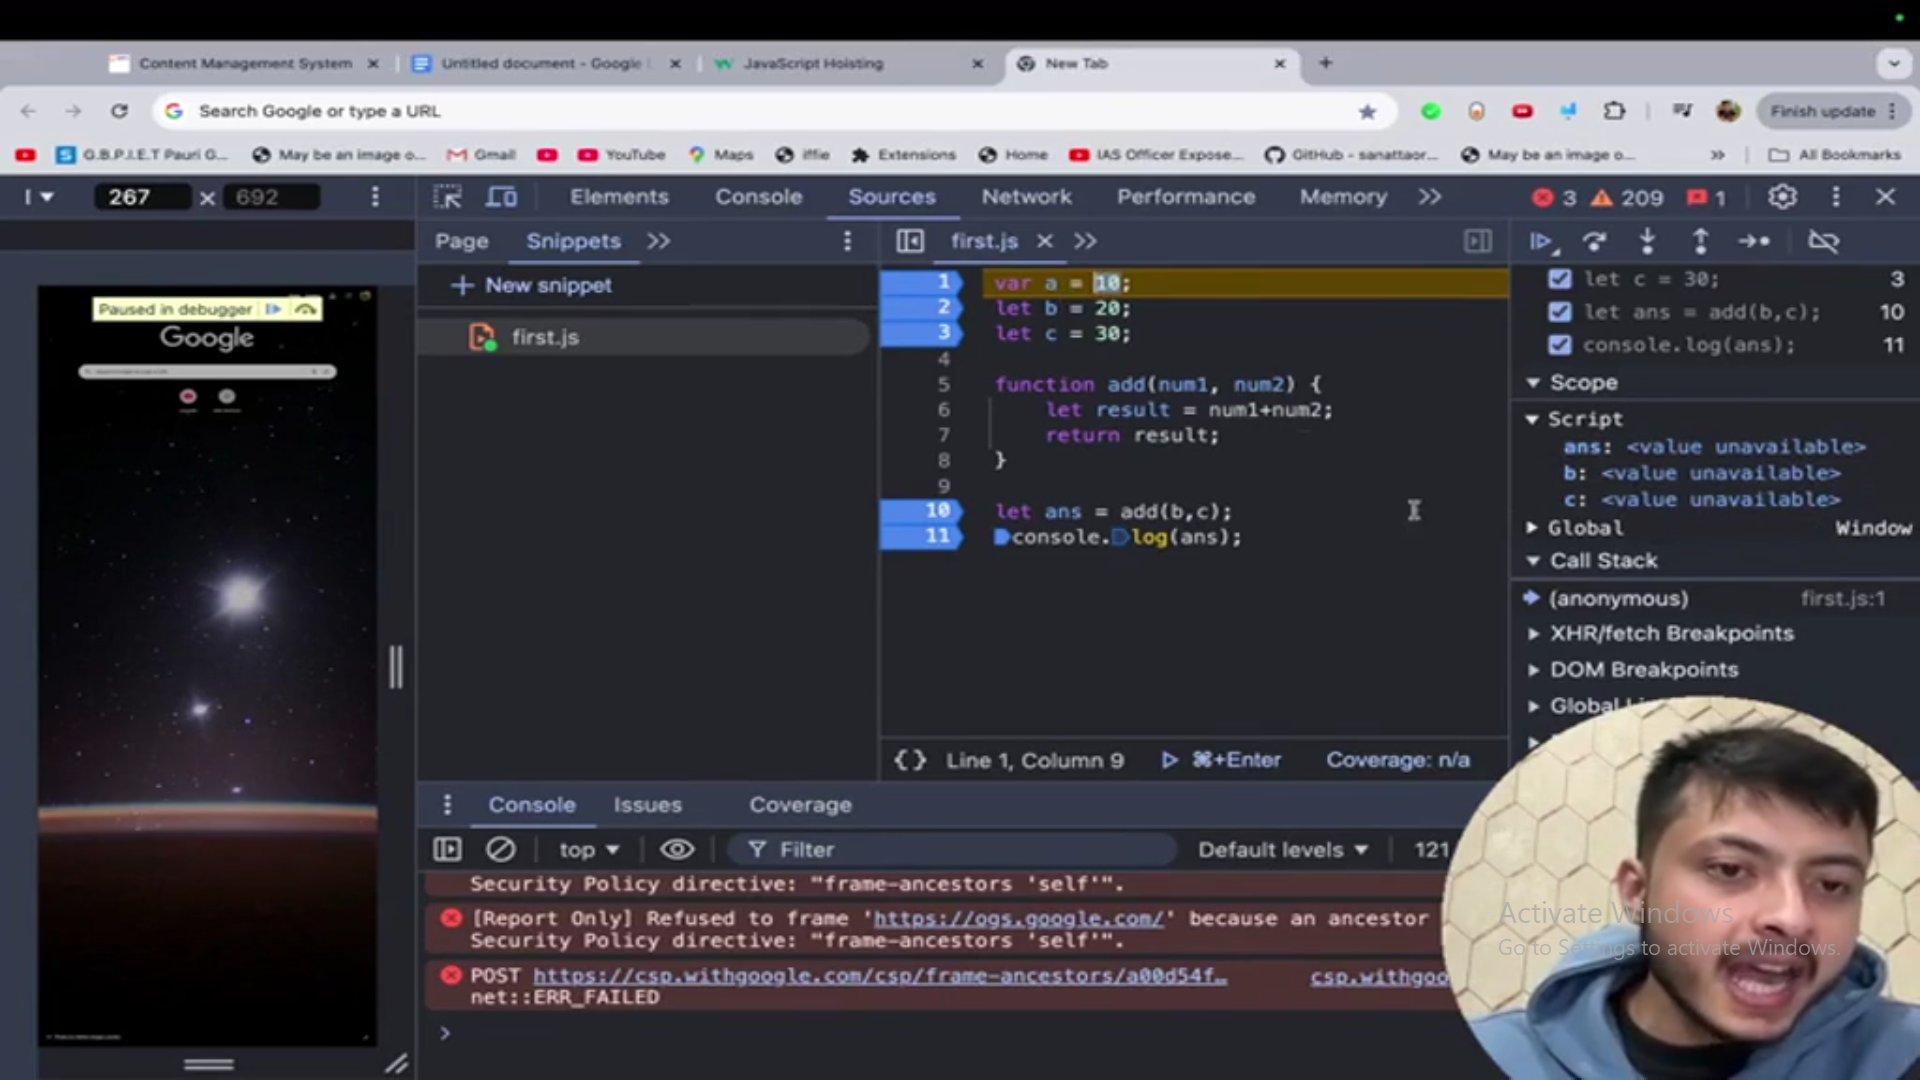 Content Management System
Untitled document - Google
JavaScript Hoisting
New Tab
Search Google or type a URL
Finish update
G.B.P.I.E.T Pauri G...
May be an image o...
Gmail
YouTube
Maps
iffie
Extensions
Home
IAS Officer Expose...
GitHub - sanattaor...
May be an image o...
All Bookmarks
267 × 692
Elements
Console
Sources
Network
Performance
Memory
3
209
1
Page
Snippets
first.js
New snippet
first.js
Paused in debugger
Google
1 var a = 10;
2 let b = 20;
3 let c = 30;
4
5 function add(num1, num2) {
6 let result = num1+num2;
7 return result;
8 }
9
10 let ans = add(b,c);
11 console.log(ans);
let c = 30; 3
let ans = add(b,c); 10
console.log(ans); 11
Scope
Script
ans: <value unavailable>
b: <value unavailable>
c: <value unavailable>
Global Window
Call Stack
(anonymous) first.js:1
XHR/fetch Breakpoints
DOM Breakpoints
Global
{} Line 1, Column 9
⌘+Enter
Coverage: n/a
Console
Issues
Coverage
top
Filter
Default levels
121
Security Policy directive: "frame-ancestors 'self'".
[Report Only] Refused to frame 'https://ogs.google.com/' because an ancestor
Security Policy directive: "frame-ancestors 'self'".
POST https://csp.withgoogle.com/csp/frame-ancestors/a00d54f… csp.withgoo
net::ERR_FAILED
Activate Windows
Go to Settings to activate Windows.